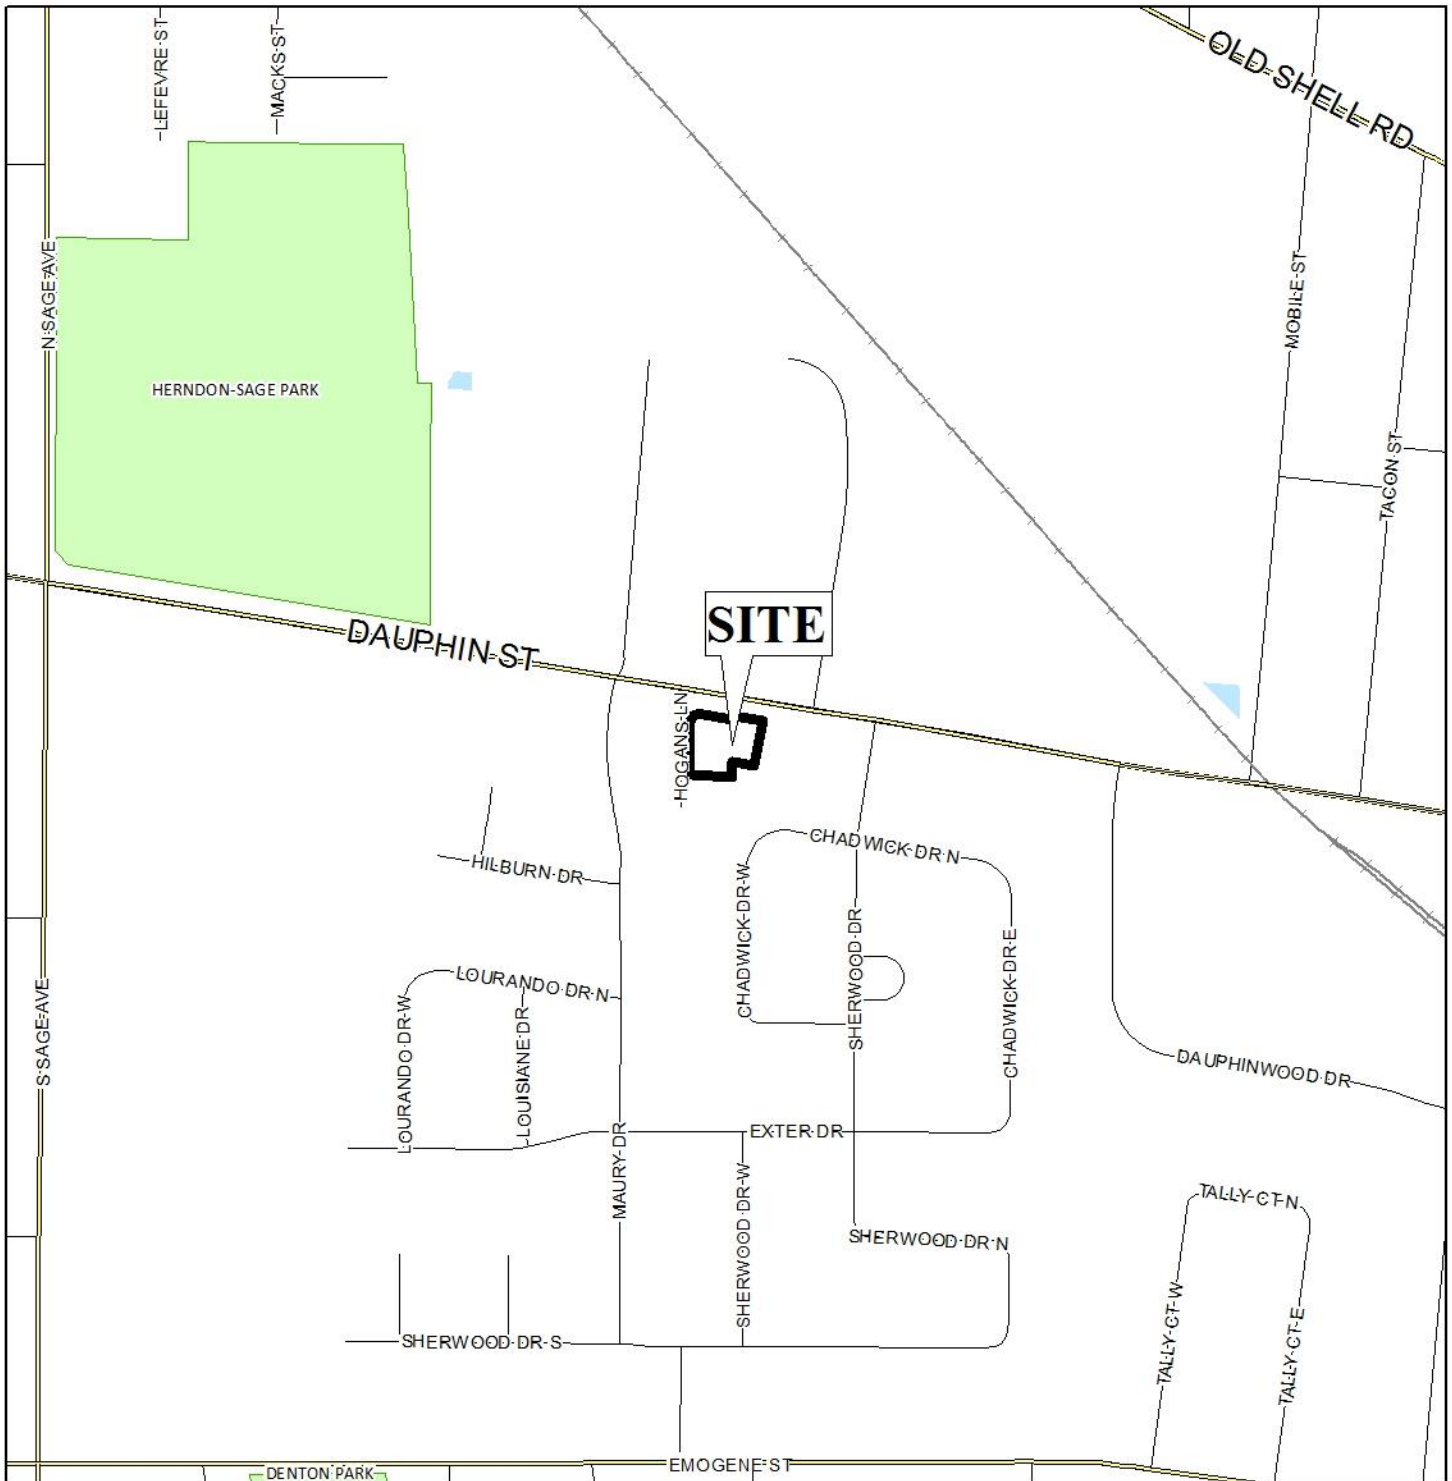 LEFEVRE ST
MACKS ST
OLD SHELL RD
N SAGE AVE
MOBILE ST
HERNDON-SAGE PARK
TACON ST
SITE
DAUPHIN ST
HOGANS LN
CHADWICK DR N
HILBURN DR
CHADWICK DR W
SHERWOOD DR
CHADWICK DR E
LOURANDO DR N
S SAGE AVE
LOURANDO DR W
LOUISIANE DR
DAUPHINWOOD DR
MAURY DR
EXTER DR
SHERWOOD DR W
TALLY CT N
SHERWOOD DR N
TALLY CT W
TALLY CT E
SHERWOOD DR S
EMOGENE ST
DENTON PARK